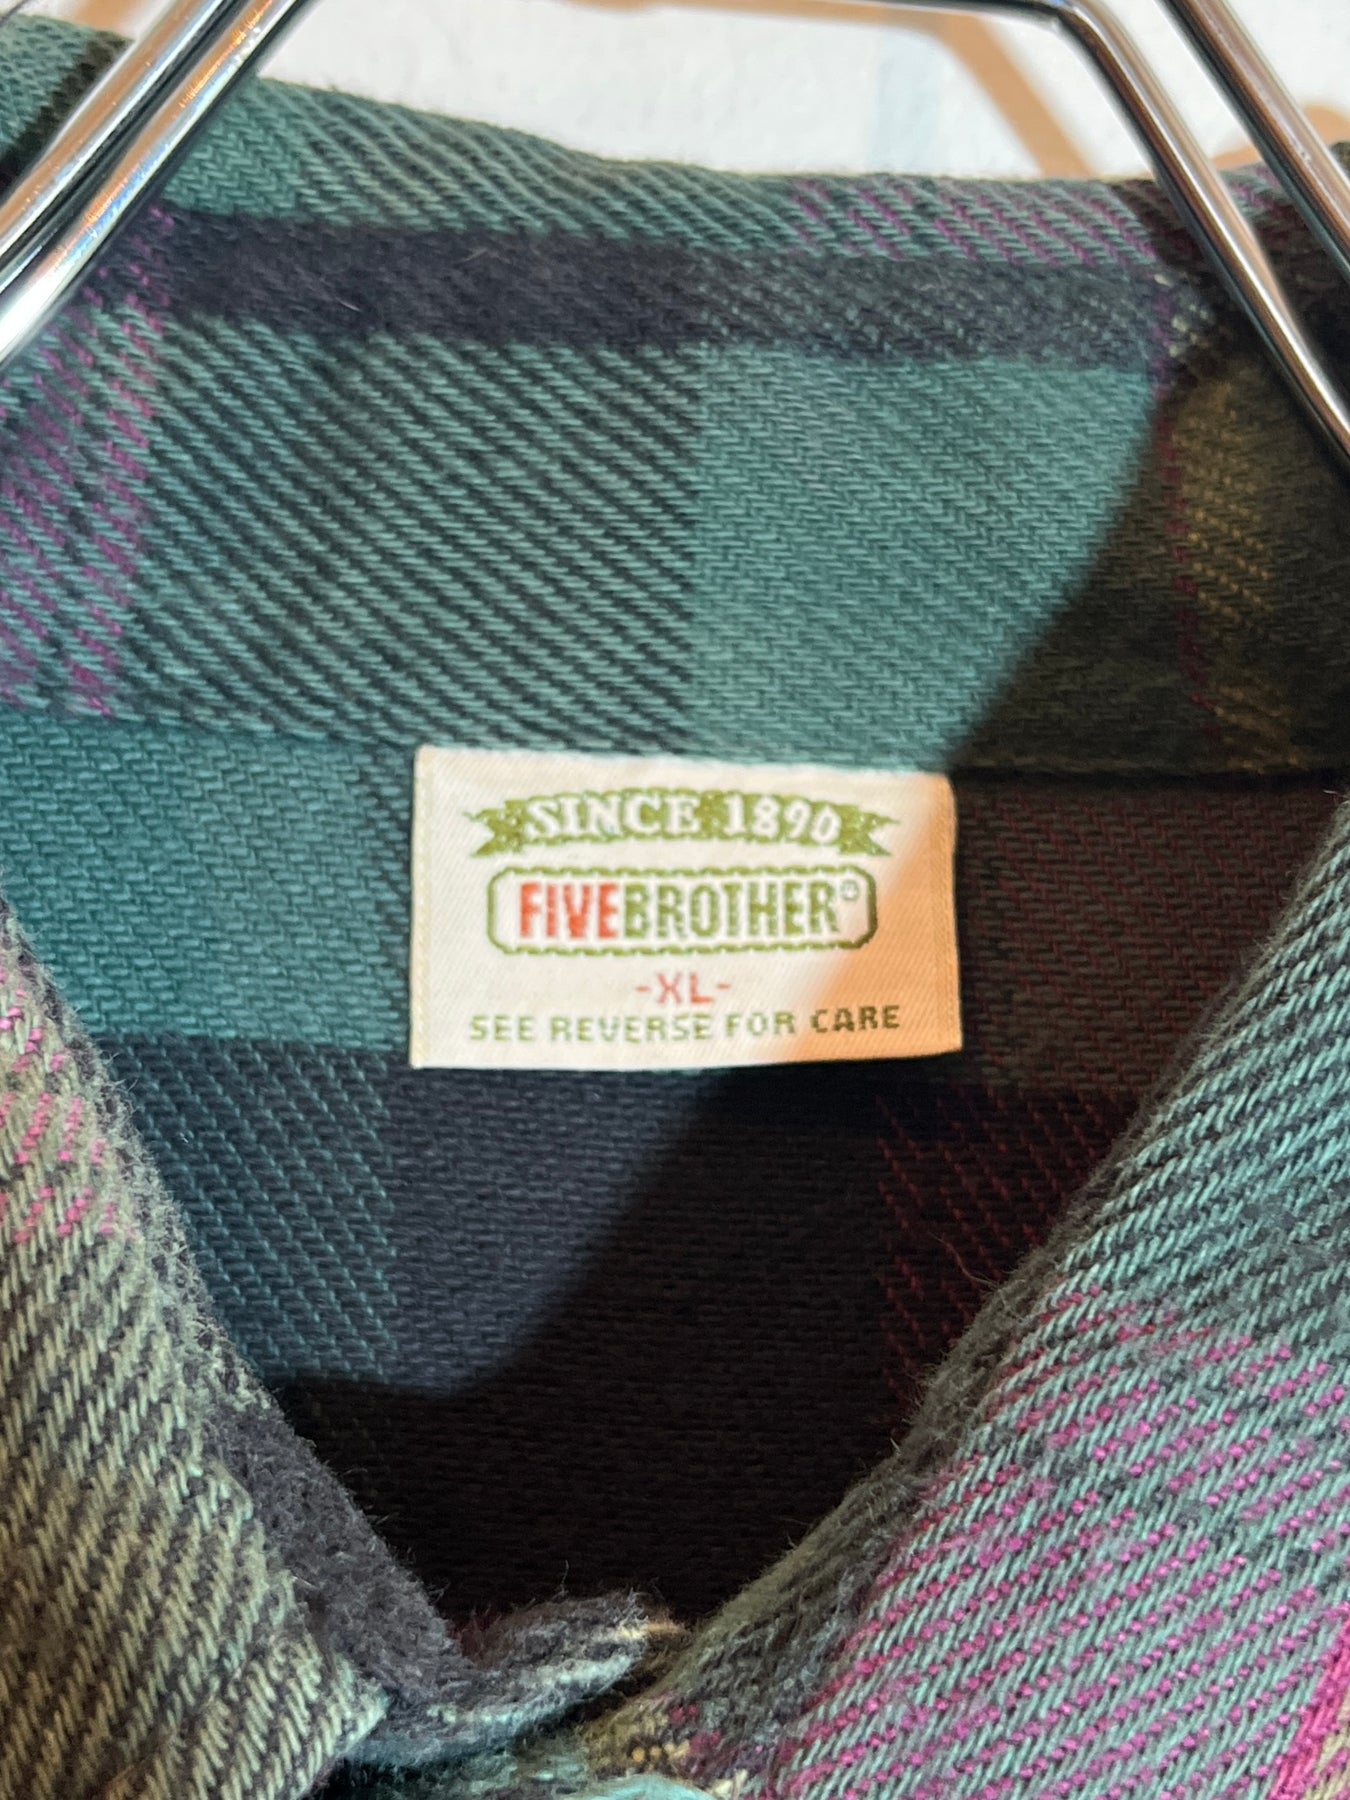 SINCE 1890
FIVEBROTHER®
-XL-
SEE REVERSE FOR CARE